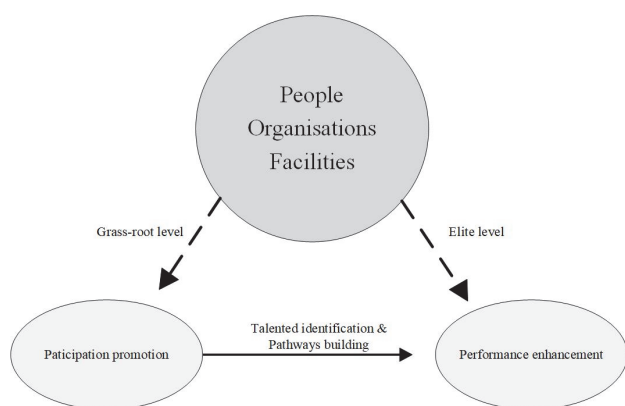 People
Organisations
Facilities
Grass-root level
Elite level
Talented identification &
Pathways building
Paticipation promotion
Performance enhancement